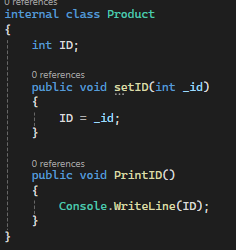 0 references
internal class Product
{
int ID;
0 references
public void setID(int _id)
{
ID = _id;
}
0 references
public void PrintID()
{
Console.WriteLine(ID);
}
}